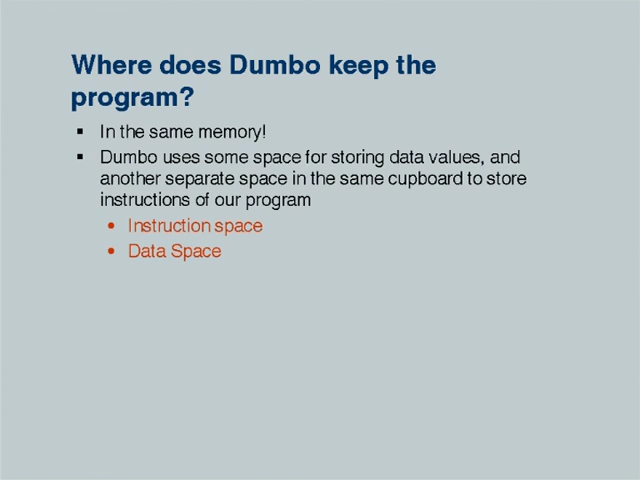 Where does Dumbo keep the
program?
▪ In the same memory!
▪ Dumbo uses some space for storing data values, and
another separate space in the same cupboard to store
instructions of our program
• Instruction space
• Data Space